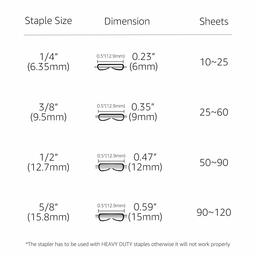 Staple Size Dimension Sheets
1/4" 0.5"(12.9mm) 0.23" 10~25
(6.35mm) (6mm)
3/8" 0.5"(12.9mm) 0.35" 25~60
(9.5mm) (9mm)
1/2" 0.5"(12.9mm) 0.47" 50~90
(12.7mm) (12mm)
5/8" 0.5"(12.9mm) 0.59" 90~120
(15.8mm) (15mm)
*The stapler has to be used with HEAVY DUTY staples otherwise it will not work properly